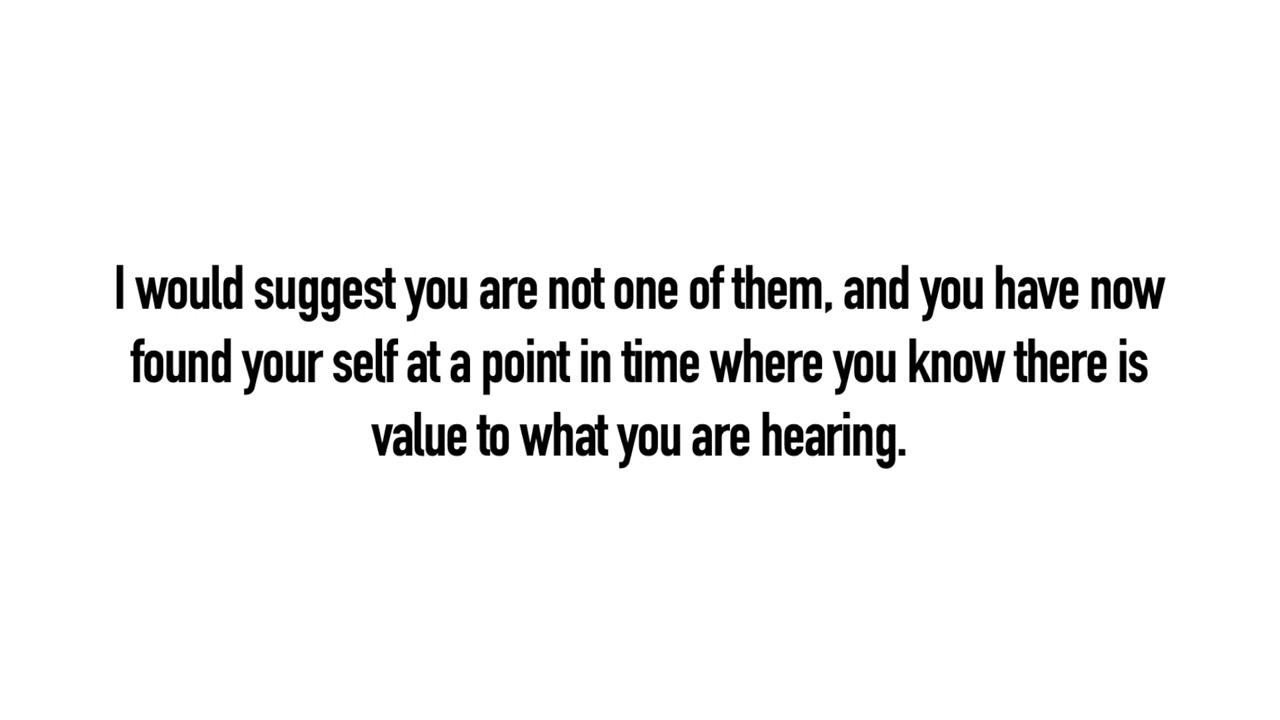 I would suggest you are not one of them, and you have now
found your self at a point in time where you know there is
value to what you are hearing.